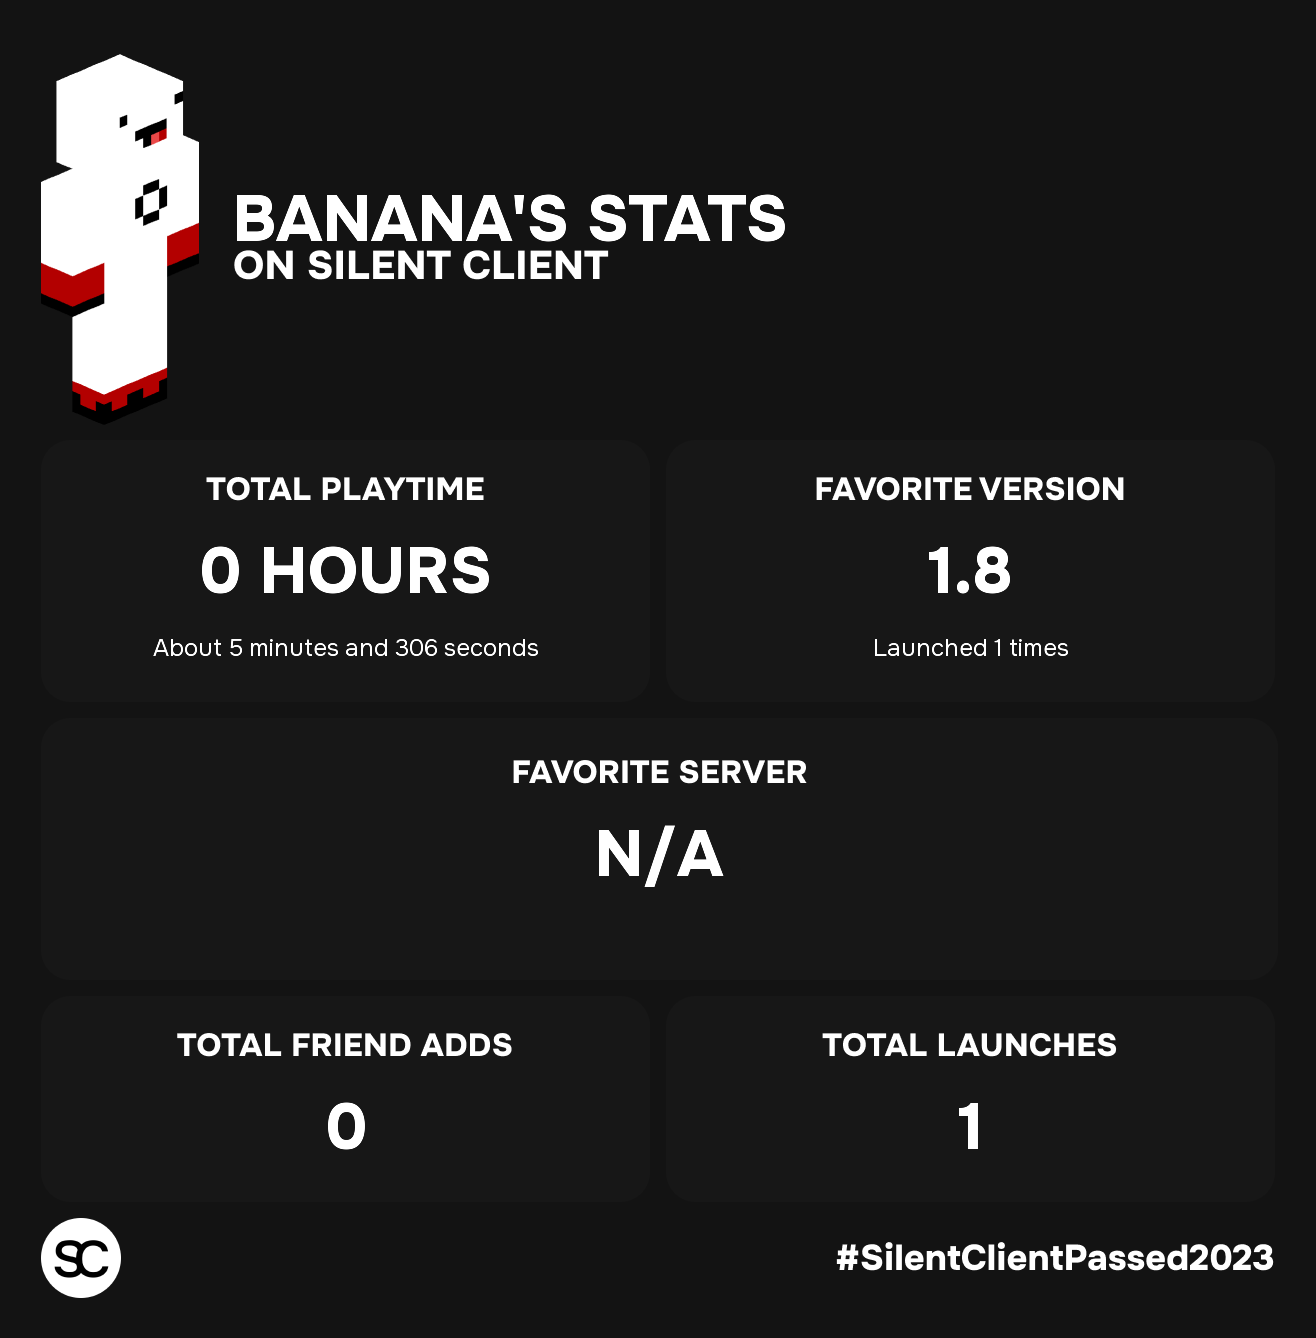 BANANA'S STATS
ON SILENT CLIENT
TOTAL PLAYTIME
0 HOURS
About 5 minutes and 306 seconds
FAVORITE VERSION
1.8
Launched 1 times
FAVORITE SERVER
N/A
TOTAL FRIEND ADDS
0
TOTAL LAUNCHES
1
SC
#SilentClientPassed2023